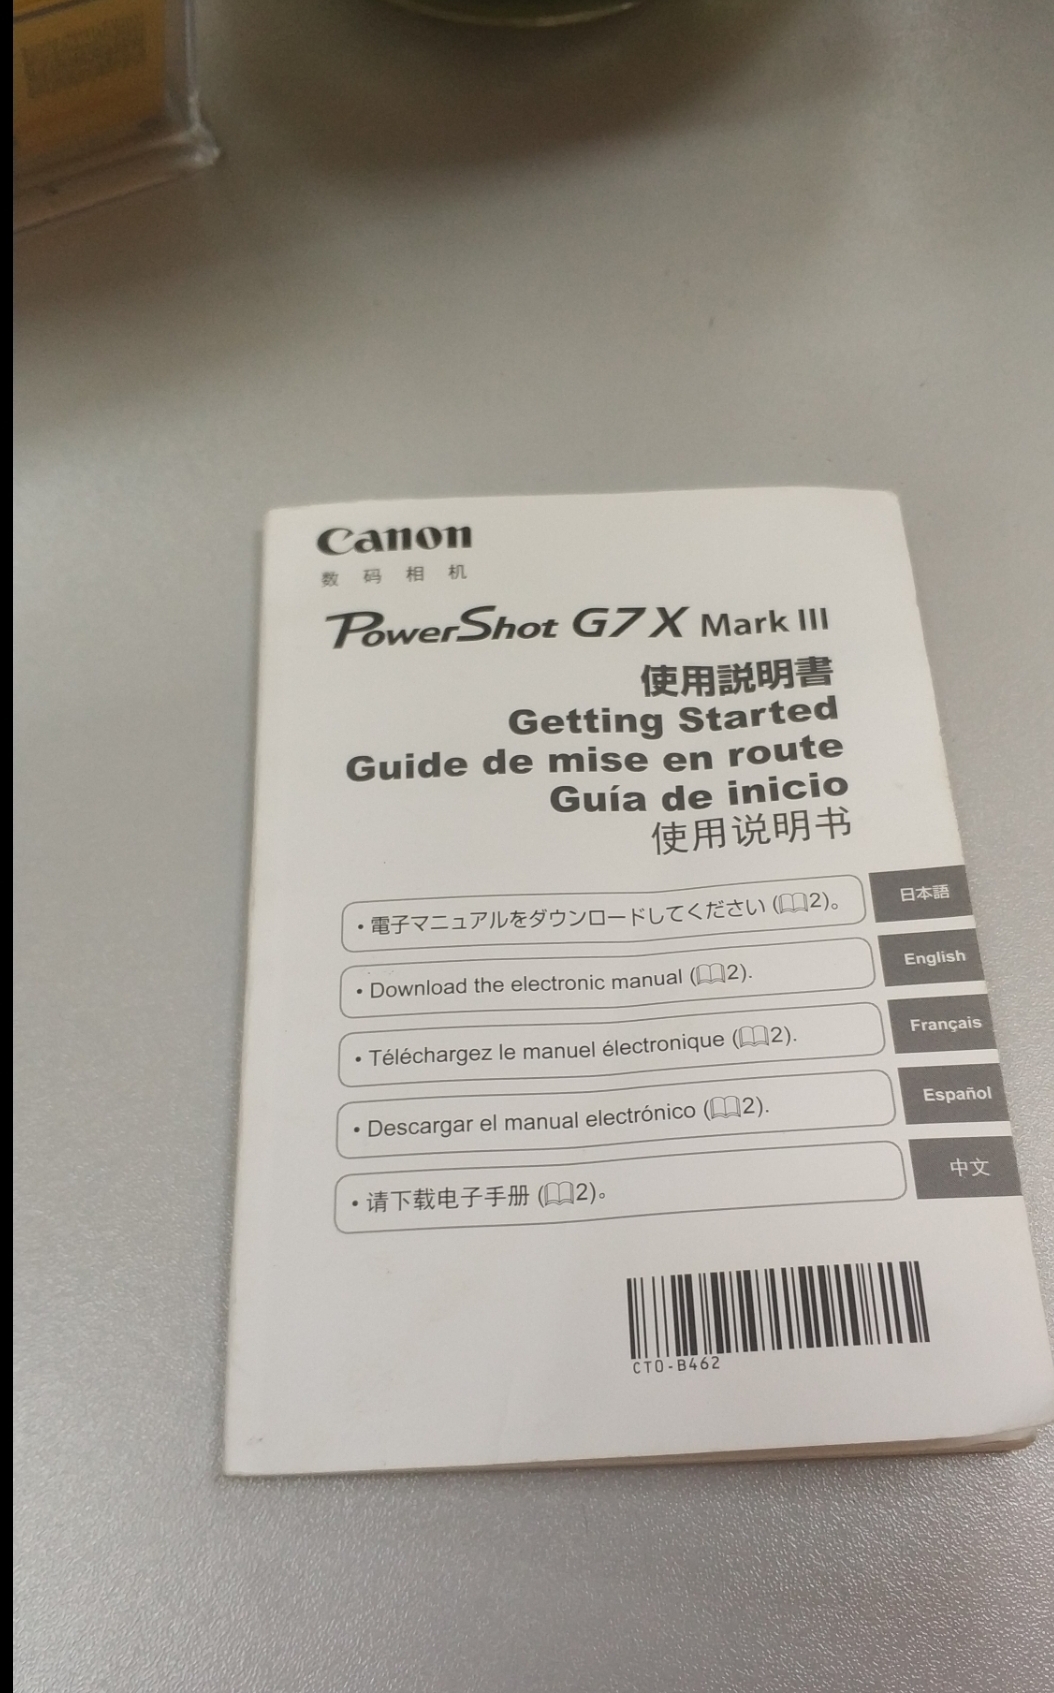 Canon
数码相机
PowerShot G7 X Mark III
使用説明書
Getting Started
Guide de mise en route
Guía de inicio
使用说明书
・電子マニュアルをダウンロードしてください (📖2)。
日本語
• Download the electronic manual (📖2).
English
• Téléchargez le manuel électronique (📖2).
Français
• Descargar el manual electrónico (📖2).
Español
• 请下载电子手册 (📖2)。
中文
CT0-B462